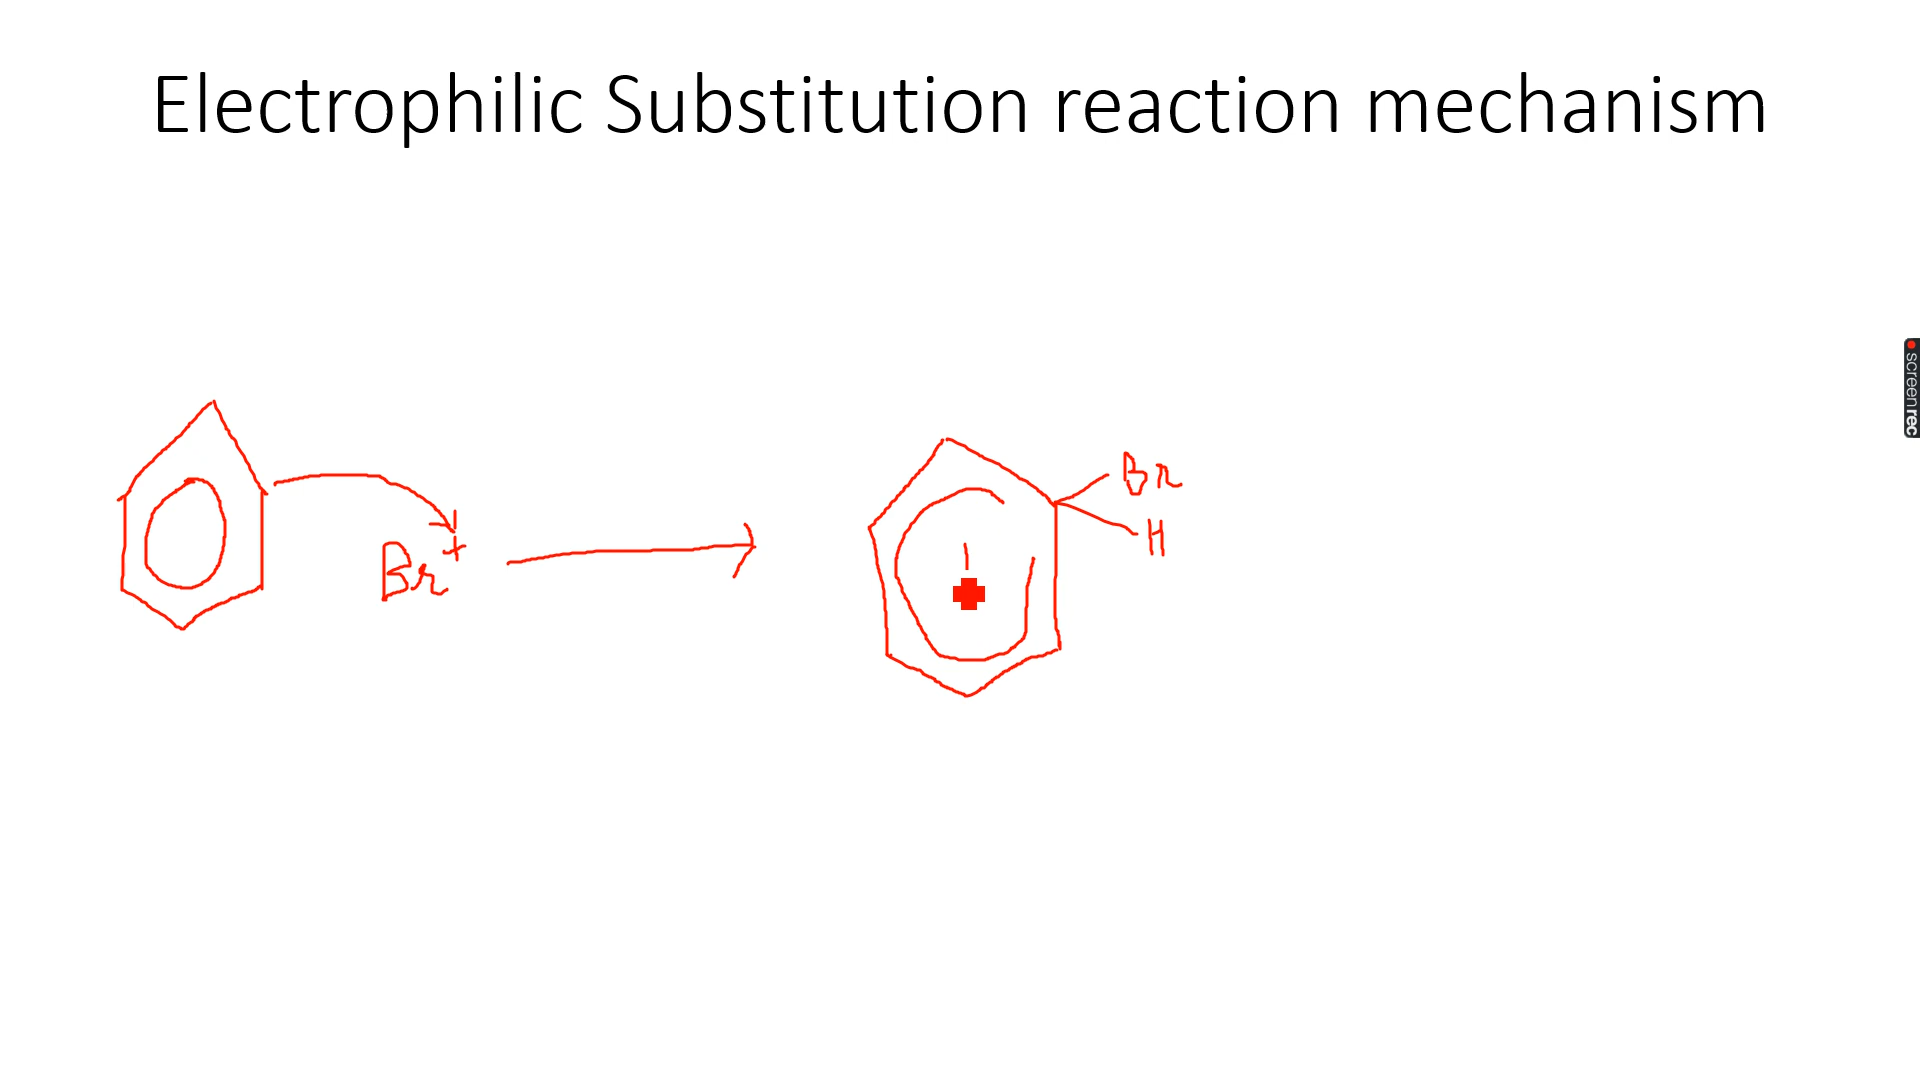 Electrophilic Substitution reaction mechanism
Br
H
Br+
screenrec